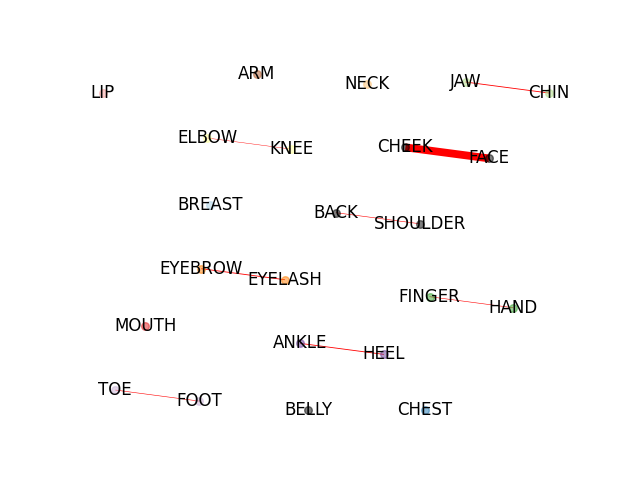 ARM
JAW
NECK
LIP
CHIN
ELBOW
CHEEK
KNEE
FACE
BREAST
BACK
SHOULDER
EYEBROW
EYELASH
FINGER
HAND
MOUTH
ANKLE
HEEL
TOE
FOOT
BELLY
CHEST